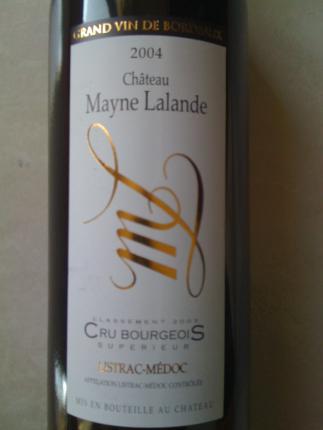 GRAND VIN DE BORDEAUX
2004
Château
Mayne Lalande
CLASSEMENT 2003
CRU BOURGEOIS
SUPERIEUR
LISTRAC-MÉDOC
APPELLATION LISTRAC-MÉDOC CONTRÔLÉE
MIS EN BOUTEILLE AU CHATEAU